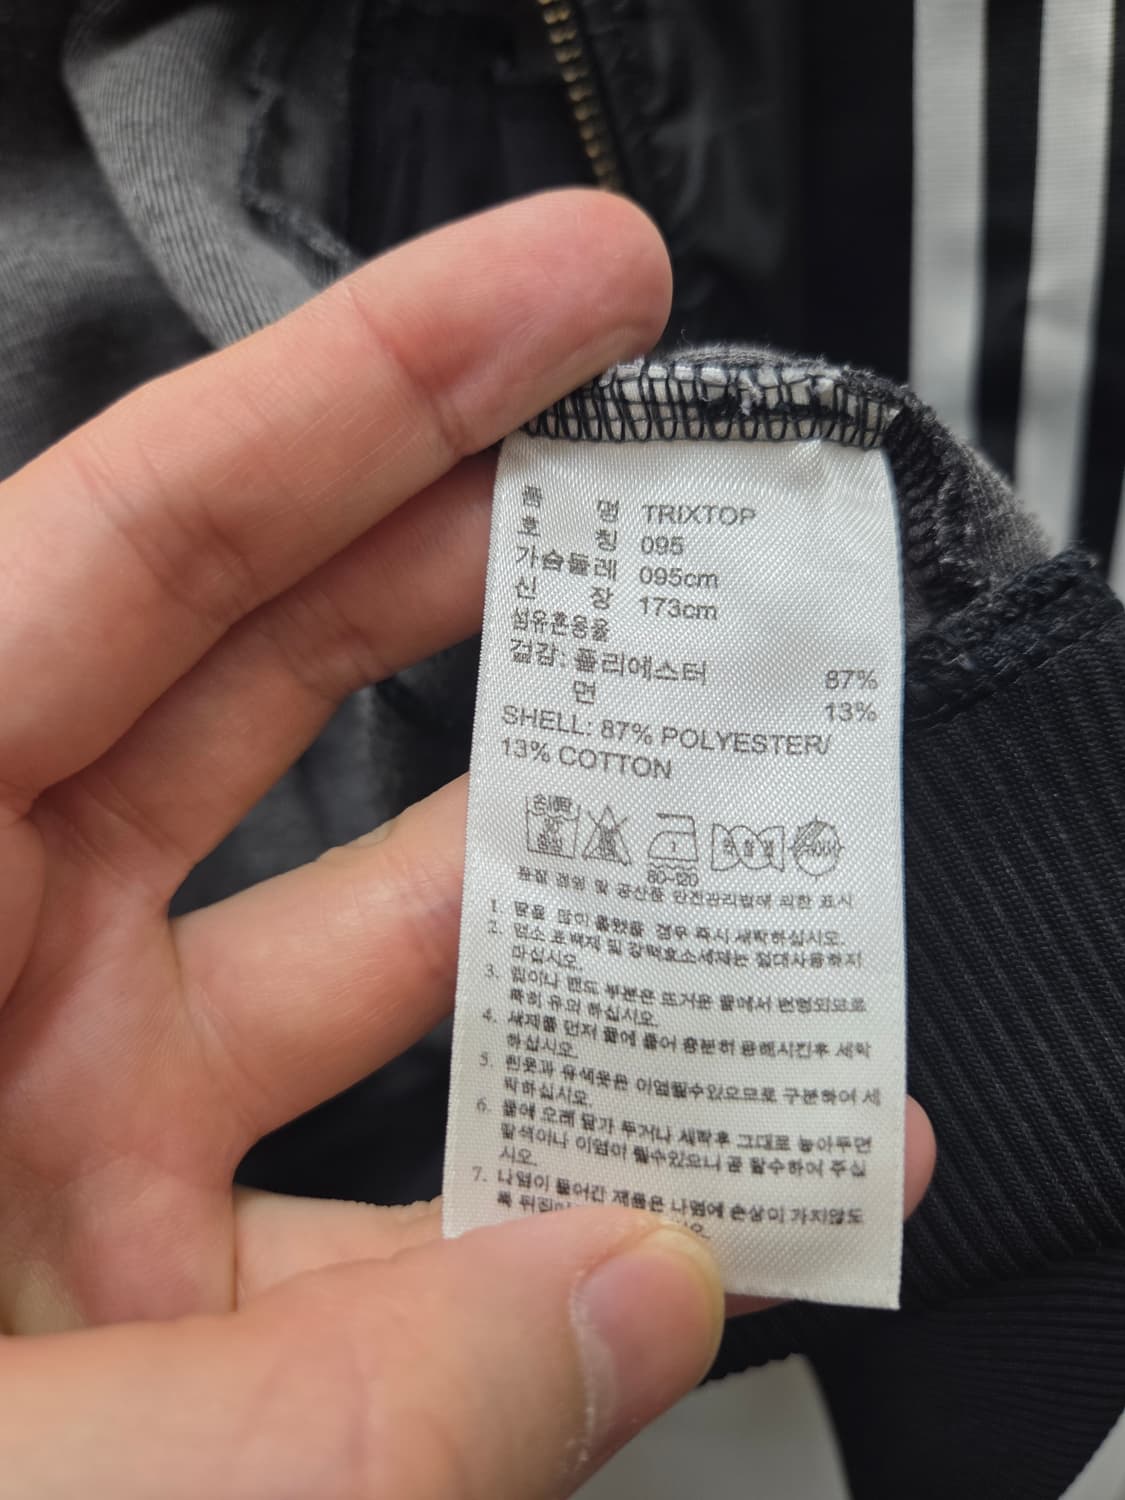 품 명 TRIXTOP
호 칭 095
가슴둘레 095cm
신 장 173cm
섬유혼용율
겉감: 폴리에스터 87%
면 13%
SHELL: 87% POLYESTER/
13% COTTON
80~120
품질 경영 및 공산품 안전관리법에 의한 표시
1. 땀을 많이 흘렸을 경우 즉시 세탁하십시오.
2. 염소 표백제 및 강력효소세제는 절대사용하지
마십시오.
3. 밴드 부분은 뜨거운 물에서 변형되므로
특히 유의 하십시오.
4. 세제를 먼저 물에 풀어 충분히 용해시킨후 세탁
하십시오.
5. 흰옷과 유색옷은 이염될수있으므로 구분하여 세
탁하십시오.
6. 물에 오래 담가 두거나 세탁후 그대로 놓아두면
탈색이나 이염이 될수있으니 곧 탈수하여 주십
시오.
7. 나염이 들어간 제품은 나염에 손상이 가지않도
록